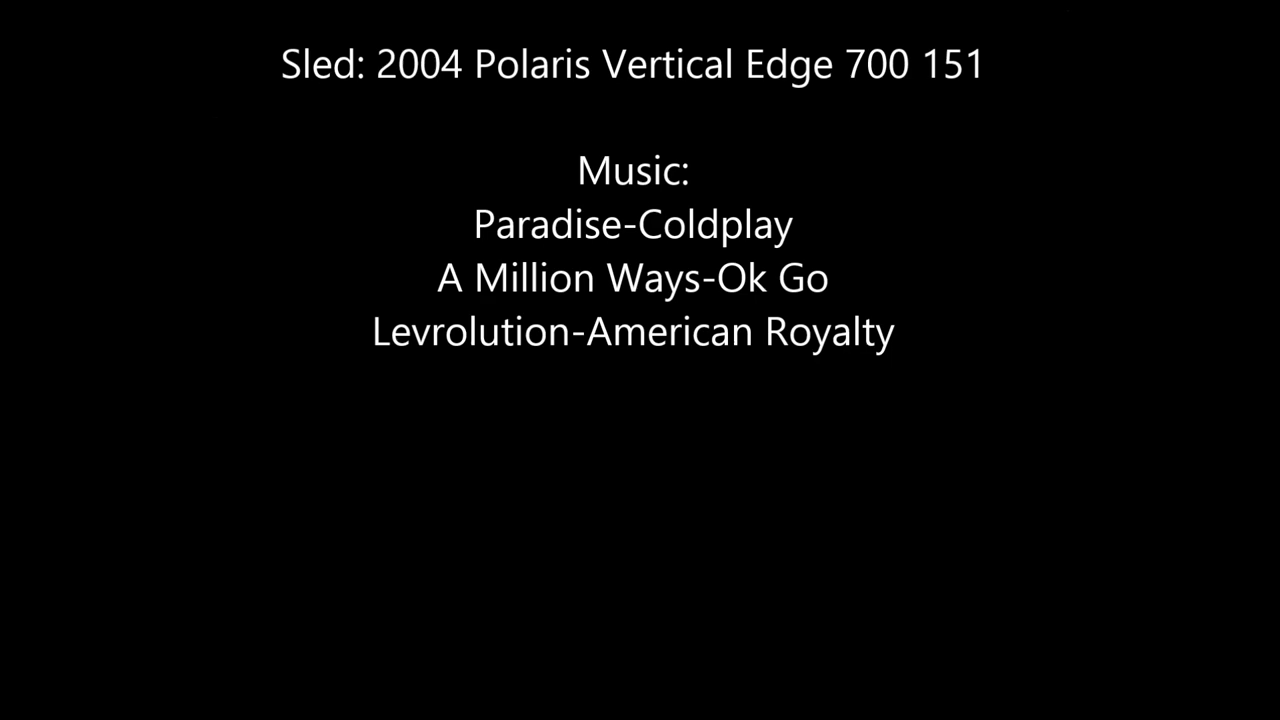 Sled: 2004 Polaris Vertical Edge 700 151
Music:
Paradise-Coldplay
A Million Ways-Ok Go
Levrolution-American Royalty